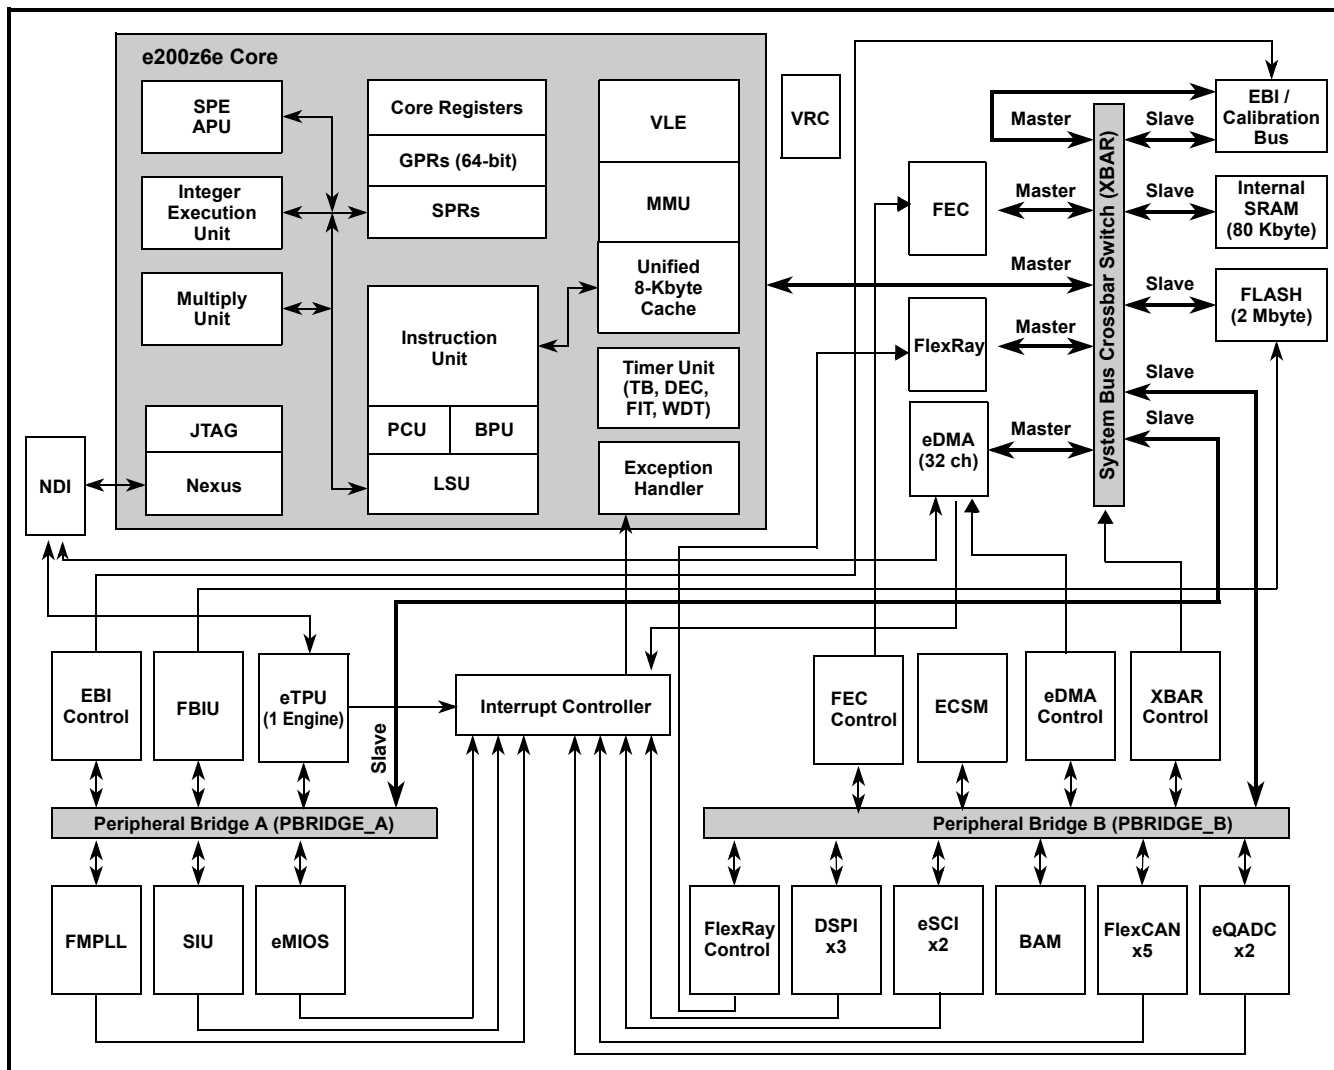 e200z6e Core
SPE
APU
Integer
Execution
Unit
Multiply
Unit
JTAG
Nexus
Core Registers
GPRs (64-bit)
SPRs
Instruction
Unit
PCU
BPU
LSU
VLE
MMU
Unified
8-Kbyte
Cache
Timer Unit
(TB, DEC,
FIT, WDT)
Exception
Handler
NDI
VRC
FEC
FlexRay
eDMA
(32 ch)
Master
Master
Master
Master
Master
System Bus Crossbar Switch (XBAR)
Slave
Slave
Slave
Slave
Slave
EBI /
Calibration
Bus
Internal
SRAM
(80 Kbyte)
FLASH
(2 Mbyte)
EBI
Control
FBIU
eTPU
(1 Engine)
Slave
Interrupt Controller
FEC
Control
ECSM
eDMA
Control
XBAR
Control
Peripheral Bridge A (PBRIDGE_A)
Peripheral Bridge B (PBRIDGE_B)
FMPLL
SIU
eMIOS
FlexRay
Control
DSPI
x3
eSCI
x2
BAM
FlexCAN
x5
eQADC
x2